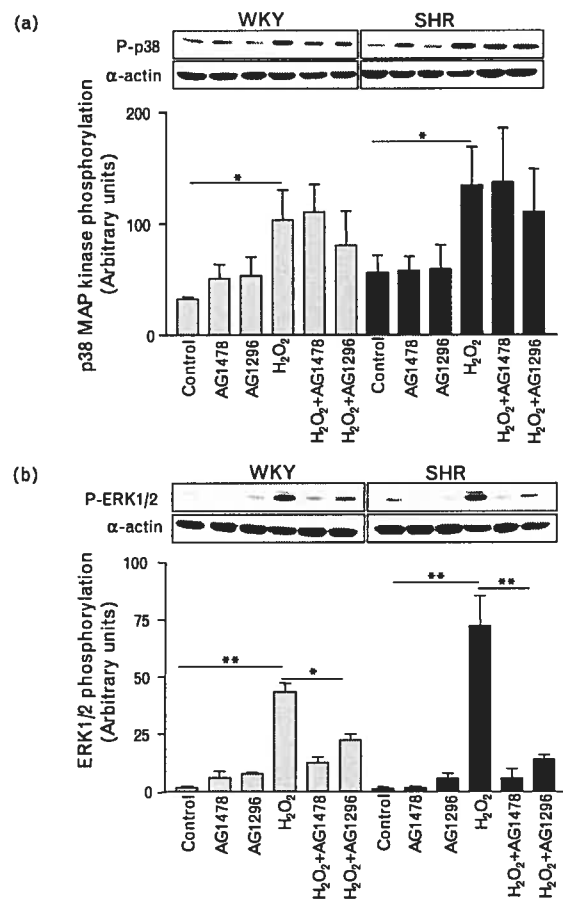 (a)
WKY SHR
P-p38
α-actin
p38 MAP kinase phosphorylation
(Arbitrary units)
200
100
0
* *
Control AG1478 AG1296 H₂O₂ H₂O₂+AG1478 H₂O₂+AG1296 Control AG1478 AG1296 H₂O₂ H₂O₂+AG1478 H₂O₂+AG1296
(b)
WKY SHR
P-ERK1/2
α-actin
ERK1/2 phosphorylation
(Arbitrary units)
100
75
50
25
0
** * ** **
Control AG1478 AG1296 H₂O₂ H₂O₂+AG1478 H₂O₂+AG1296 Control AG1478 AG1296 H₂O₂ H₂O₂+AG1478 H₂O₂+AG1296